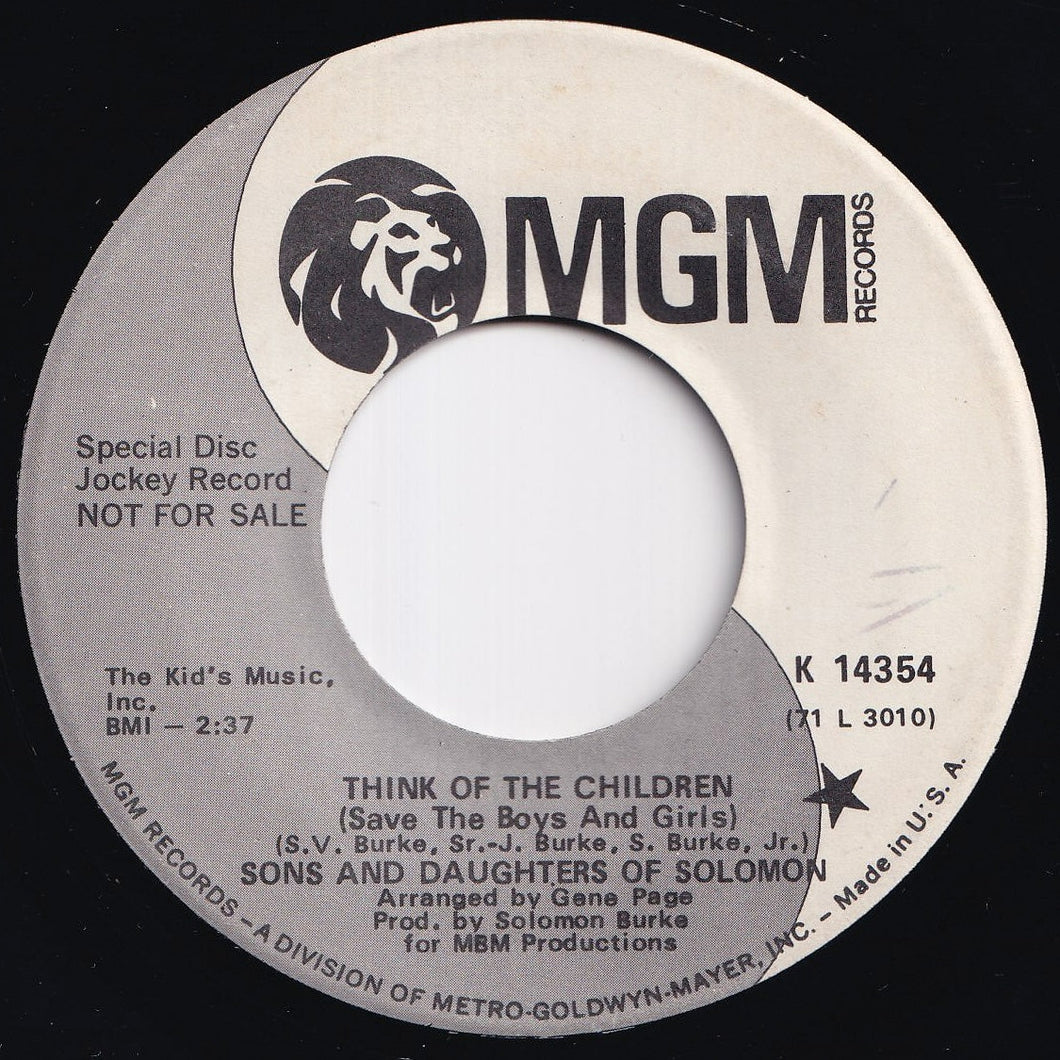 MGM
RECORDS
Special Disc
Jockey Record
NOT FOR SALE
The Kid's Music,
Inc.
BMI — 2:37
K 14354
(71 L 3010)
THINK OF THE CHILDREN
(Save The Boys And Girls)
(S.V. Burke, Sr.-J. Burke, S. Burke, Jr.)
SONS AND DAUGHTERS OF SOLOMON
Arranged by Gene Page
Prod. by Solomon Burke
for MBM Productions
MGM RECORDS – A DIVISION OF METRO-GOLDWYN-MAYER, INC. – Made in U.S.A.